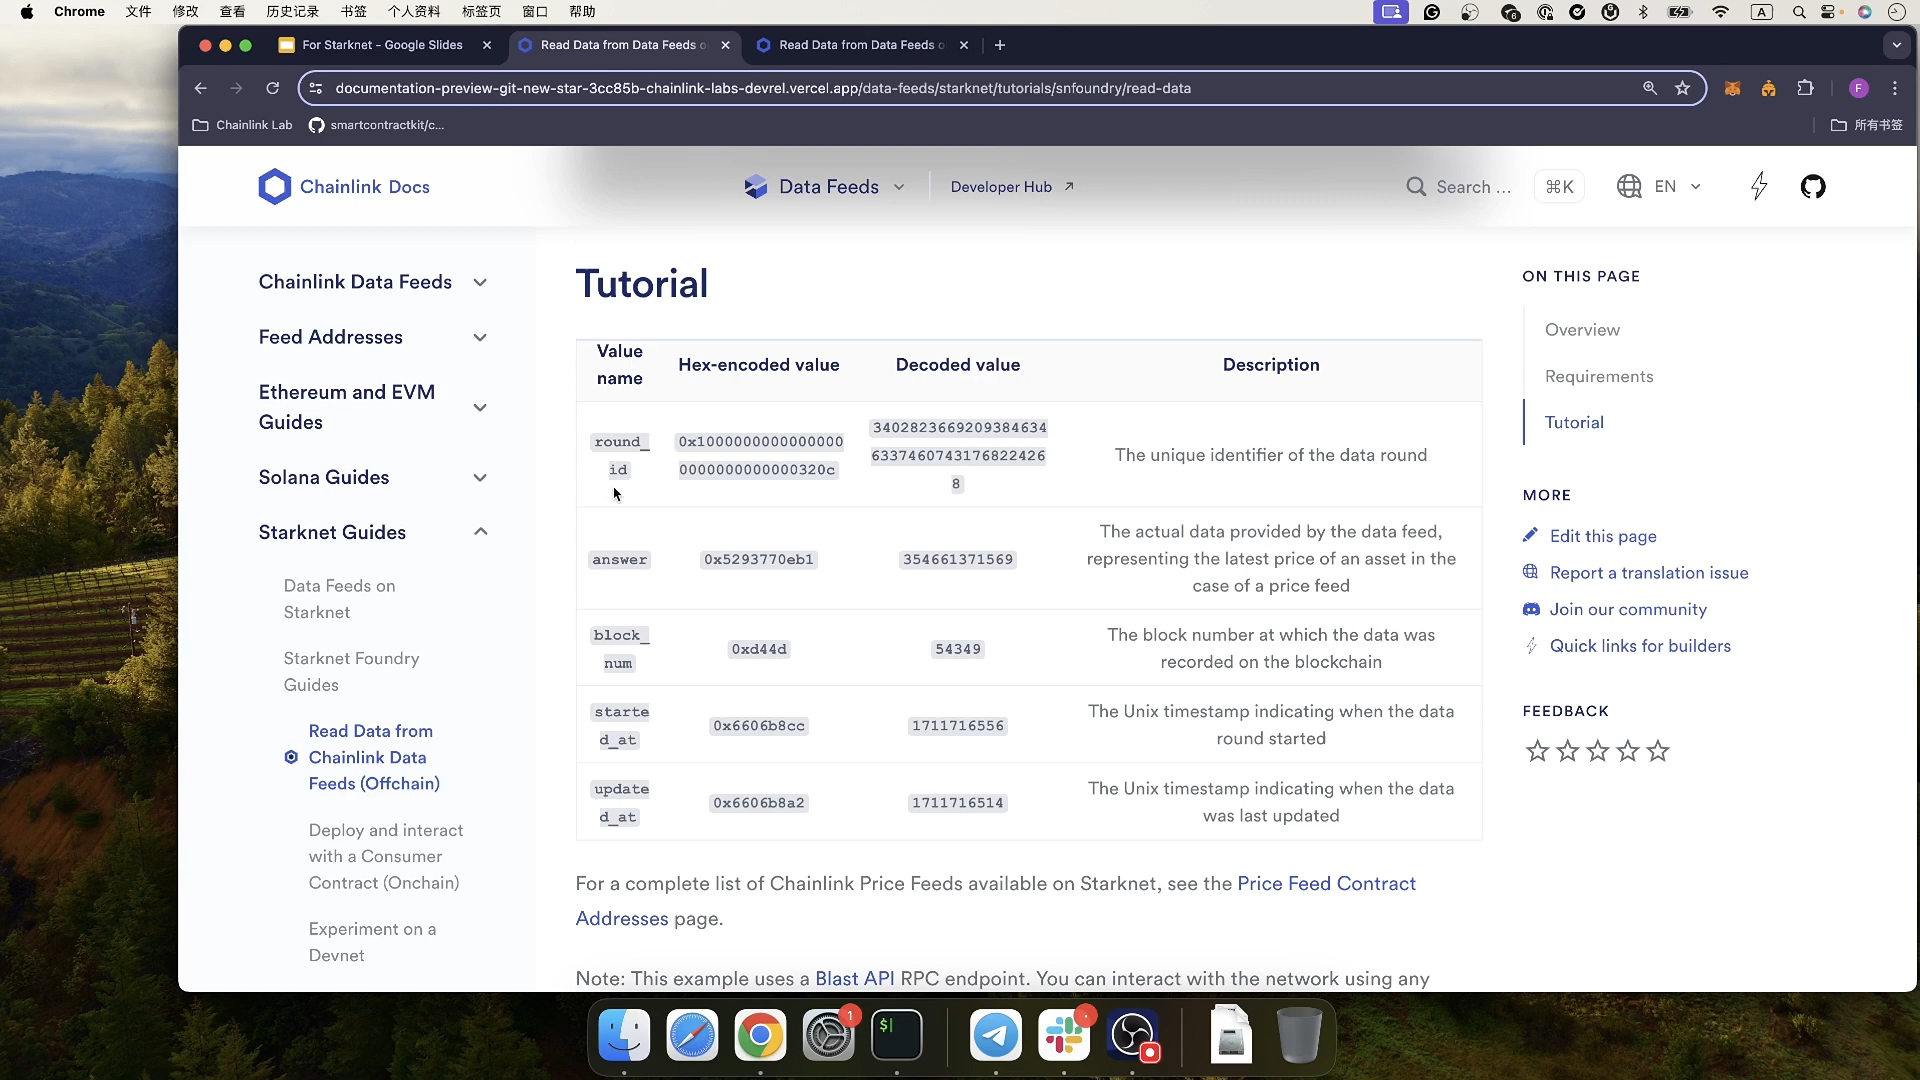 Chrome 文件 修改 查看 历史记录 书签 个人资料 标签页 窗口 帮助
A
For Starknet - Google Slides
Read Data from Data Feeds o
Read Data from Data Feeds o
documentation-preview-git-new-star-3cc85b-chainlink-labs-devrel.vercel.app/data-feeds/starknet/tutorials/snfoundry/read-data
F
Chainlink Lab
smartcontractkit/c...
所有书签
Chainlink Docs
Data Feeds
Developer Hub
Search ...
⌘K
EN
Chainlink Data Feeds
Feed Addresses
Ethereum and EVM
Guides
Solana Guides
Starknet Guides
Data Feeds on
Starknet
Starknet Foundry
Guides
Read Data from
Chainlink Data
Feeds (Offchain)
Deploy and interact
with a Consumer
Contract (Onchain)
Experiment on a
Devnet
Tutorial
Value
name
Hex-encoded value
Decoded value
Description
round_
id
0x1000000000000000
0000000000000320c
3402823669209384634
6337460743176822426
8
The unique identifier of the data round
answer
0x5293770eb1
354661371569
The actual data provided by the data feed,
representing the latest price of an asset in the
case of a price feed
block_
num
0xd44d
54349
The block number at which the data was
recorded on the blockchain
starte
d_at
0x6606b8cc
1711716556
The Unix timestamp indicating when the data
round started
update
d_at
0x6606b8a2
1711716514
The Unix timestamp indicating when the data
was last updated
For a complete list of Chainlink Price Feeds available on Starknet, see the Price Feed Contract
Addresses page.
Note: This example uses a Blast API RPC endpoint. You can interact with the network using any
ON THIS PAGE
Overview
Requirements
Tutorial
MORE
Edit this page
Report a translation issue
Join our community
Quick links for builders
FEEDBACK
1
$